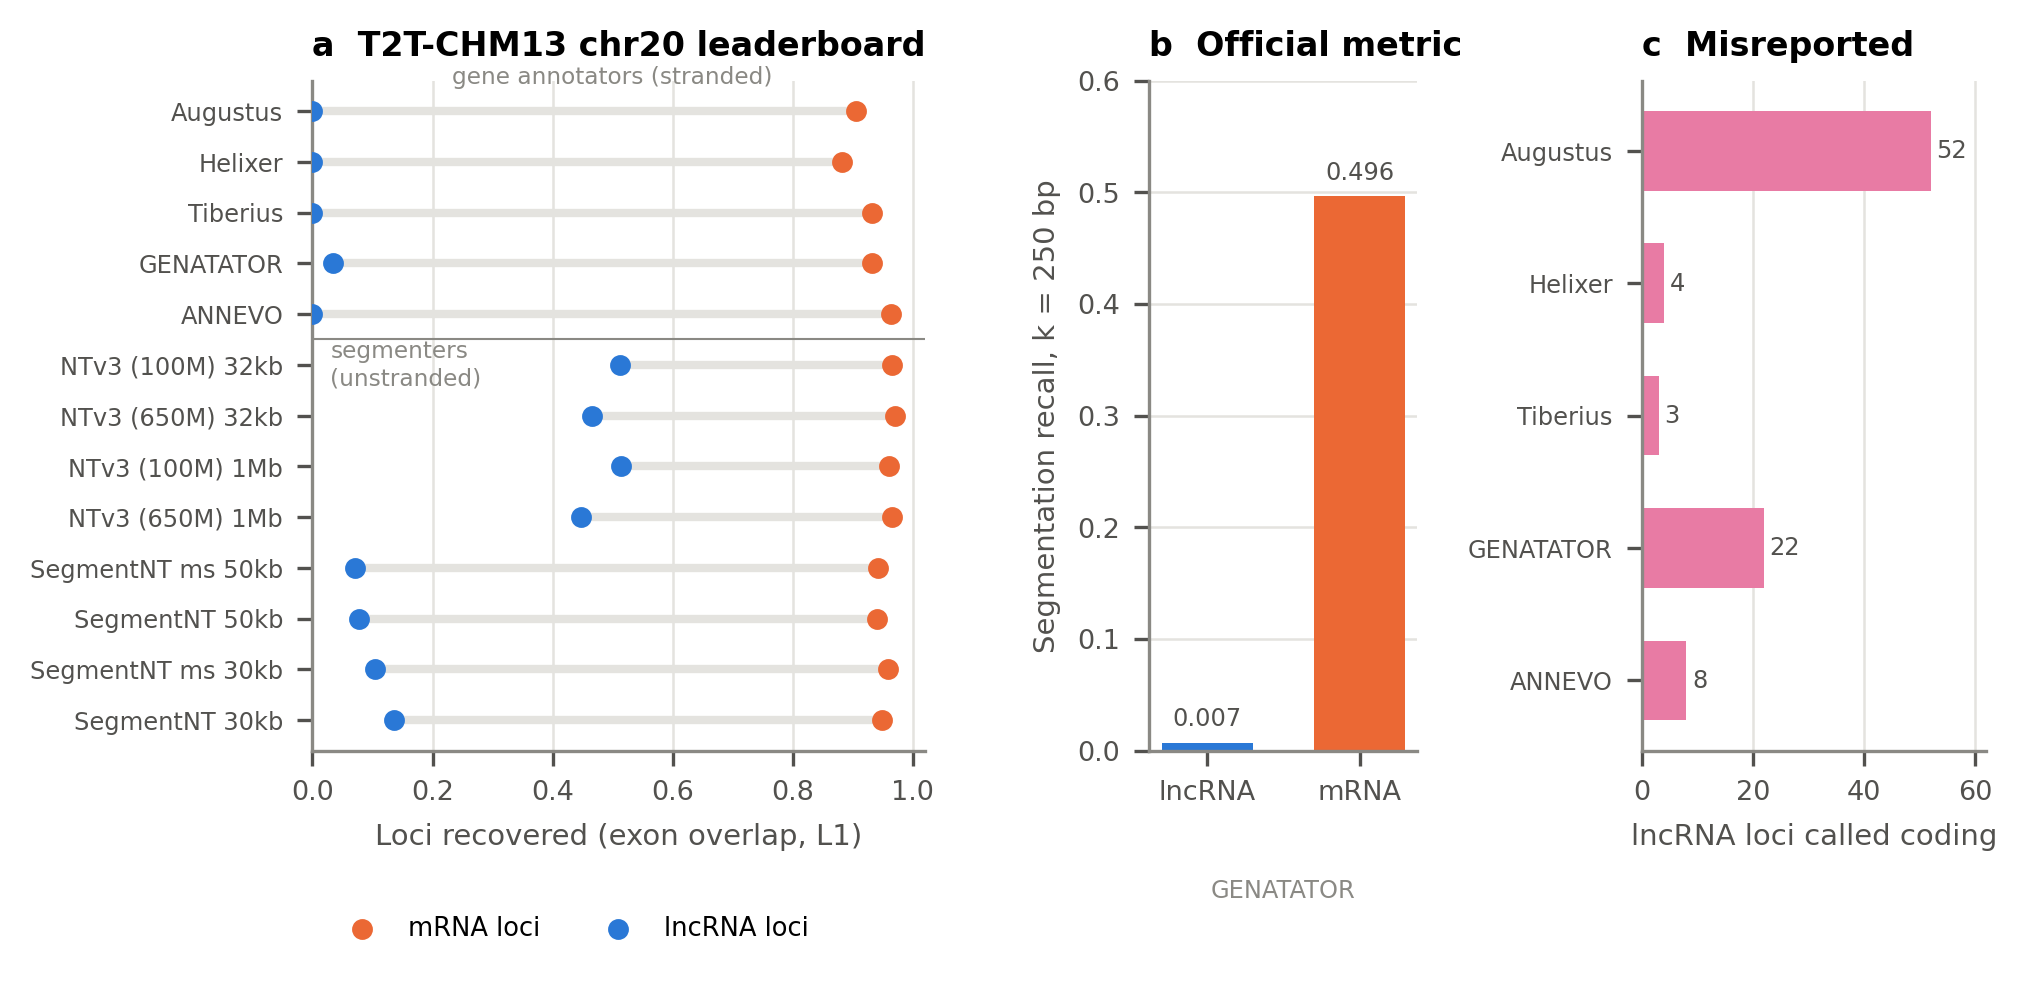 a  T2T-CHM13 chr20 leaderboard
gene annotators (stranded)
Augustus
Helixer
Tiberius
GENATATOR
ANNEVO
segmenters
(unstranded)
NTv3 (100M) 32kb
NTv3 (650M) 32kb
NTv3 (100M) 1Mb
NTv3 (650M) 1Mb
SegmentNT ms 50kb
SegmentNT 50kb
SegmentNT ms 30kb
SegmentNT 30kb
0.0 0.2 0.4 0.6 0.8 1.0
Loci recovered (exon overlap, L1)
mRNA loci
lncRNA loci
b  Official metric
Segmentation recall, k = 250 bp
0.6
0.5
0.4
0.3
0.2
0.1
0.0
0.007
0.496
lncRNA mRNA
GENATATOR
c  Misreported
Augustus 52
Helixer 4
Tiberius 3
GENATATOR 22
ANNEVO 8
0 20 40 60
lncRNA loci called coding